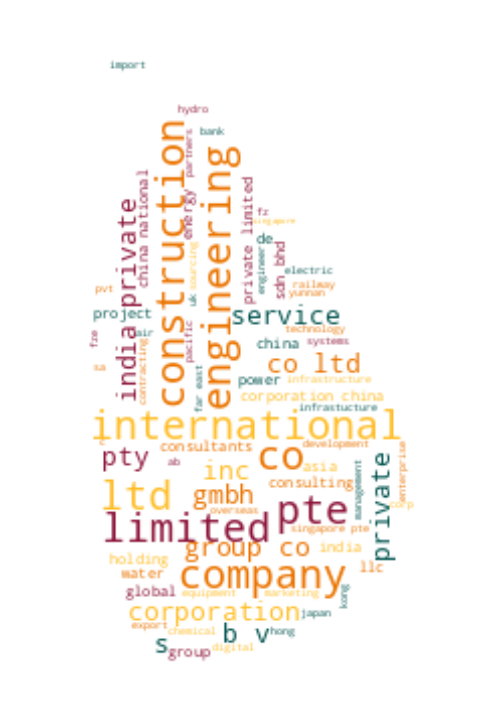 import
hydro
bank
construction
engineering
partners
energy
china national
india private
private limited
fz
singapore
de
engineer
sdn bhd
sourcing
uk
electric
railway
yunnan
pvt
project
air
service
technology
fze
contracting
pacific
china
systems
sa
far east
co ltd
power
infrastructure
corporation china
infrastucture
international
c
consultants
development
pty
ab
co
asia
inc
consulting
management
private
enterprise
corp
ltd
gmbh
overseas
pte
limited
singapore pte
group co
india
holding
water
company
llc
global
equipment
marketing
kong
corporation
japan
export
chemical
b v
hong
s
group
digital